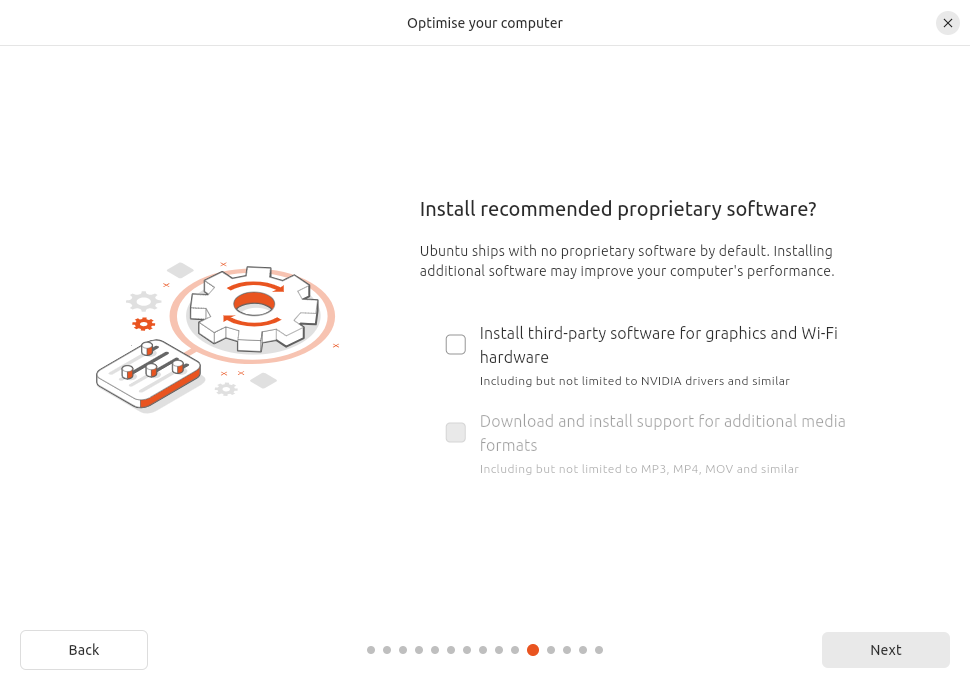 Optimise your computer
Install recommended proprietary software?
Ubuntu ships with no proprietary software by default. Installing
additional software may improve your computer's performance.
Install third-party software for graphics and Wi-Fi
hardware
Including but not limited to NVIDIA drivers and similar
Download and install support for additional media
formats
Including but not limited to MP3, MP4, MOV and similar
Back
Next